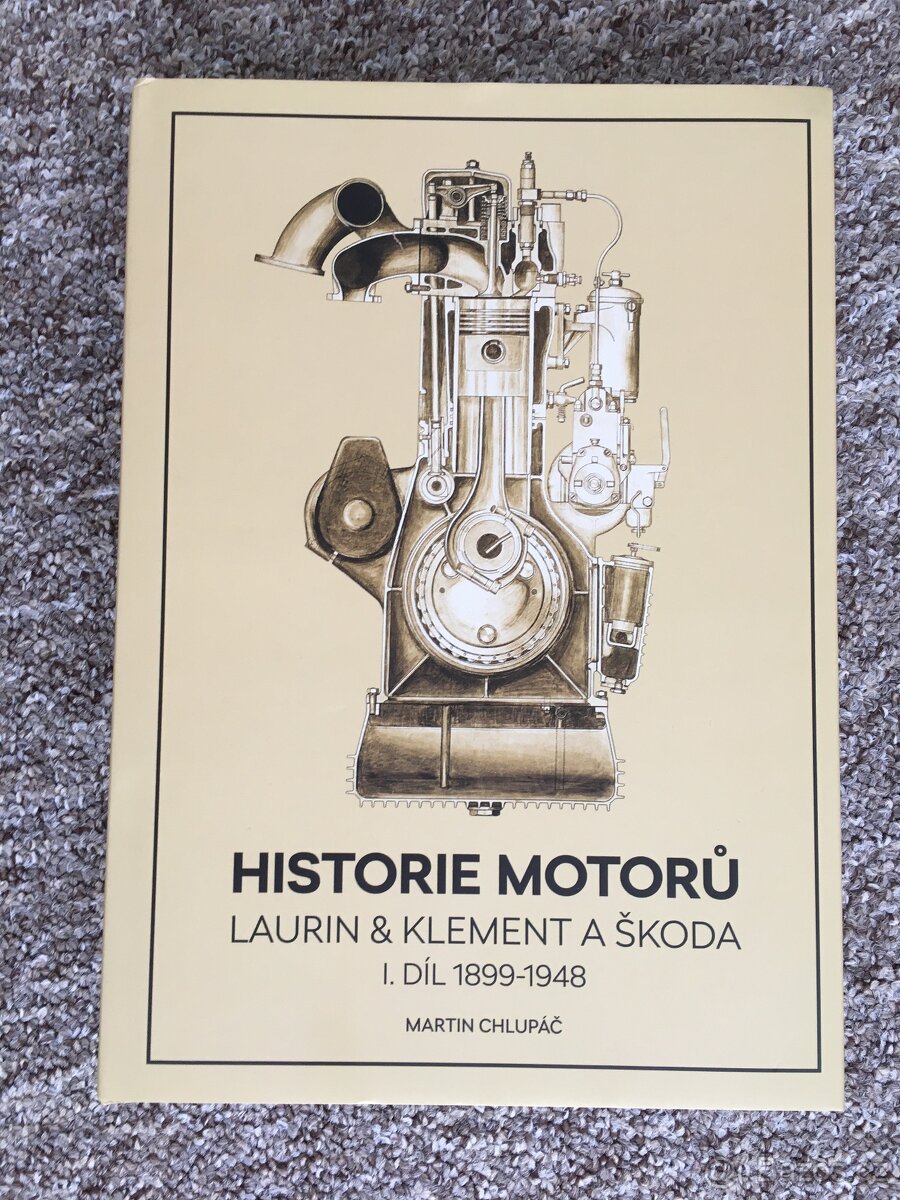 HISTORIE MOTORŮ
LAURIN & KLEMENT A ŠKODA
I. DÍL 1899-1948
MARTIN CHLUPÁČ